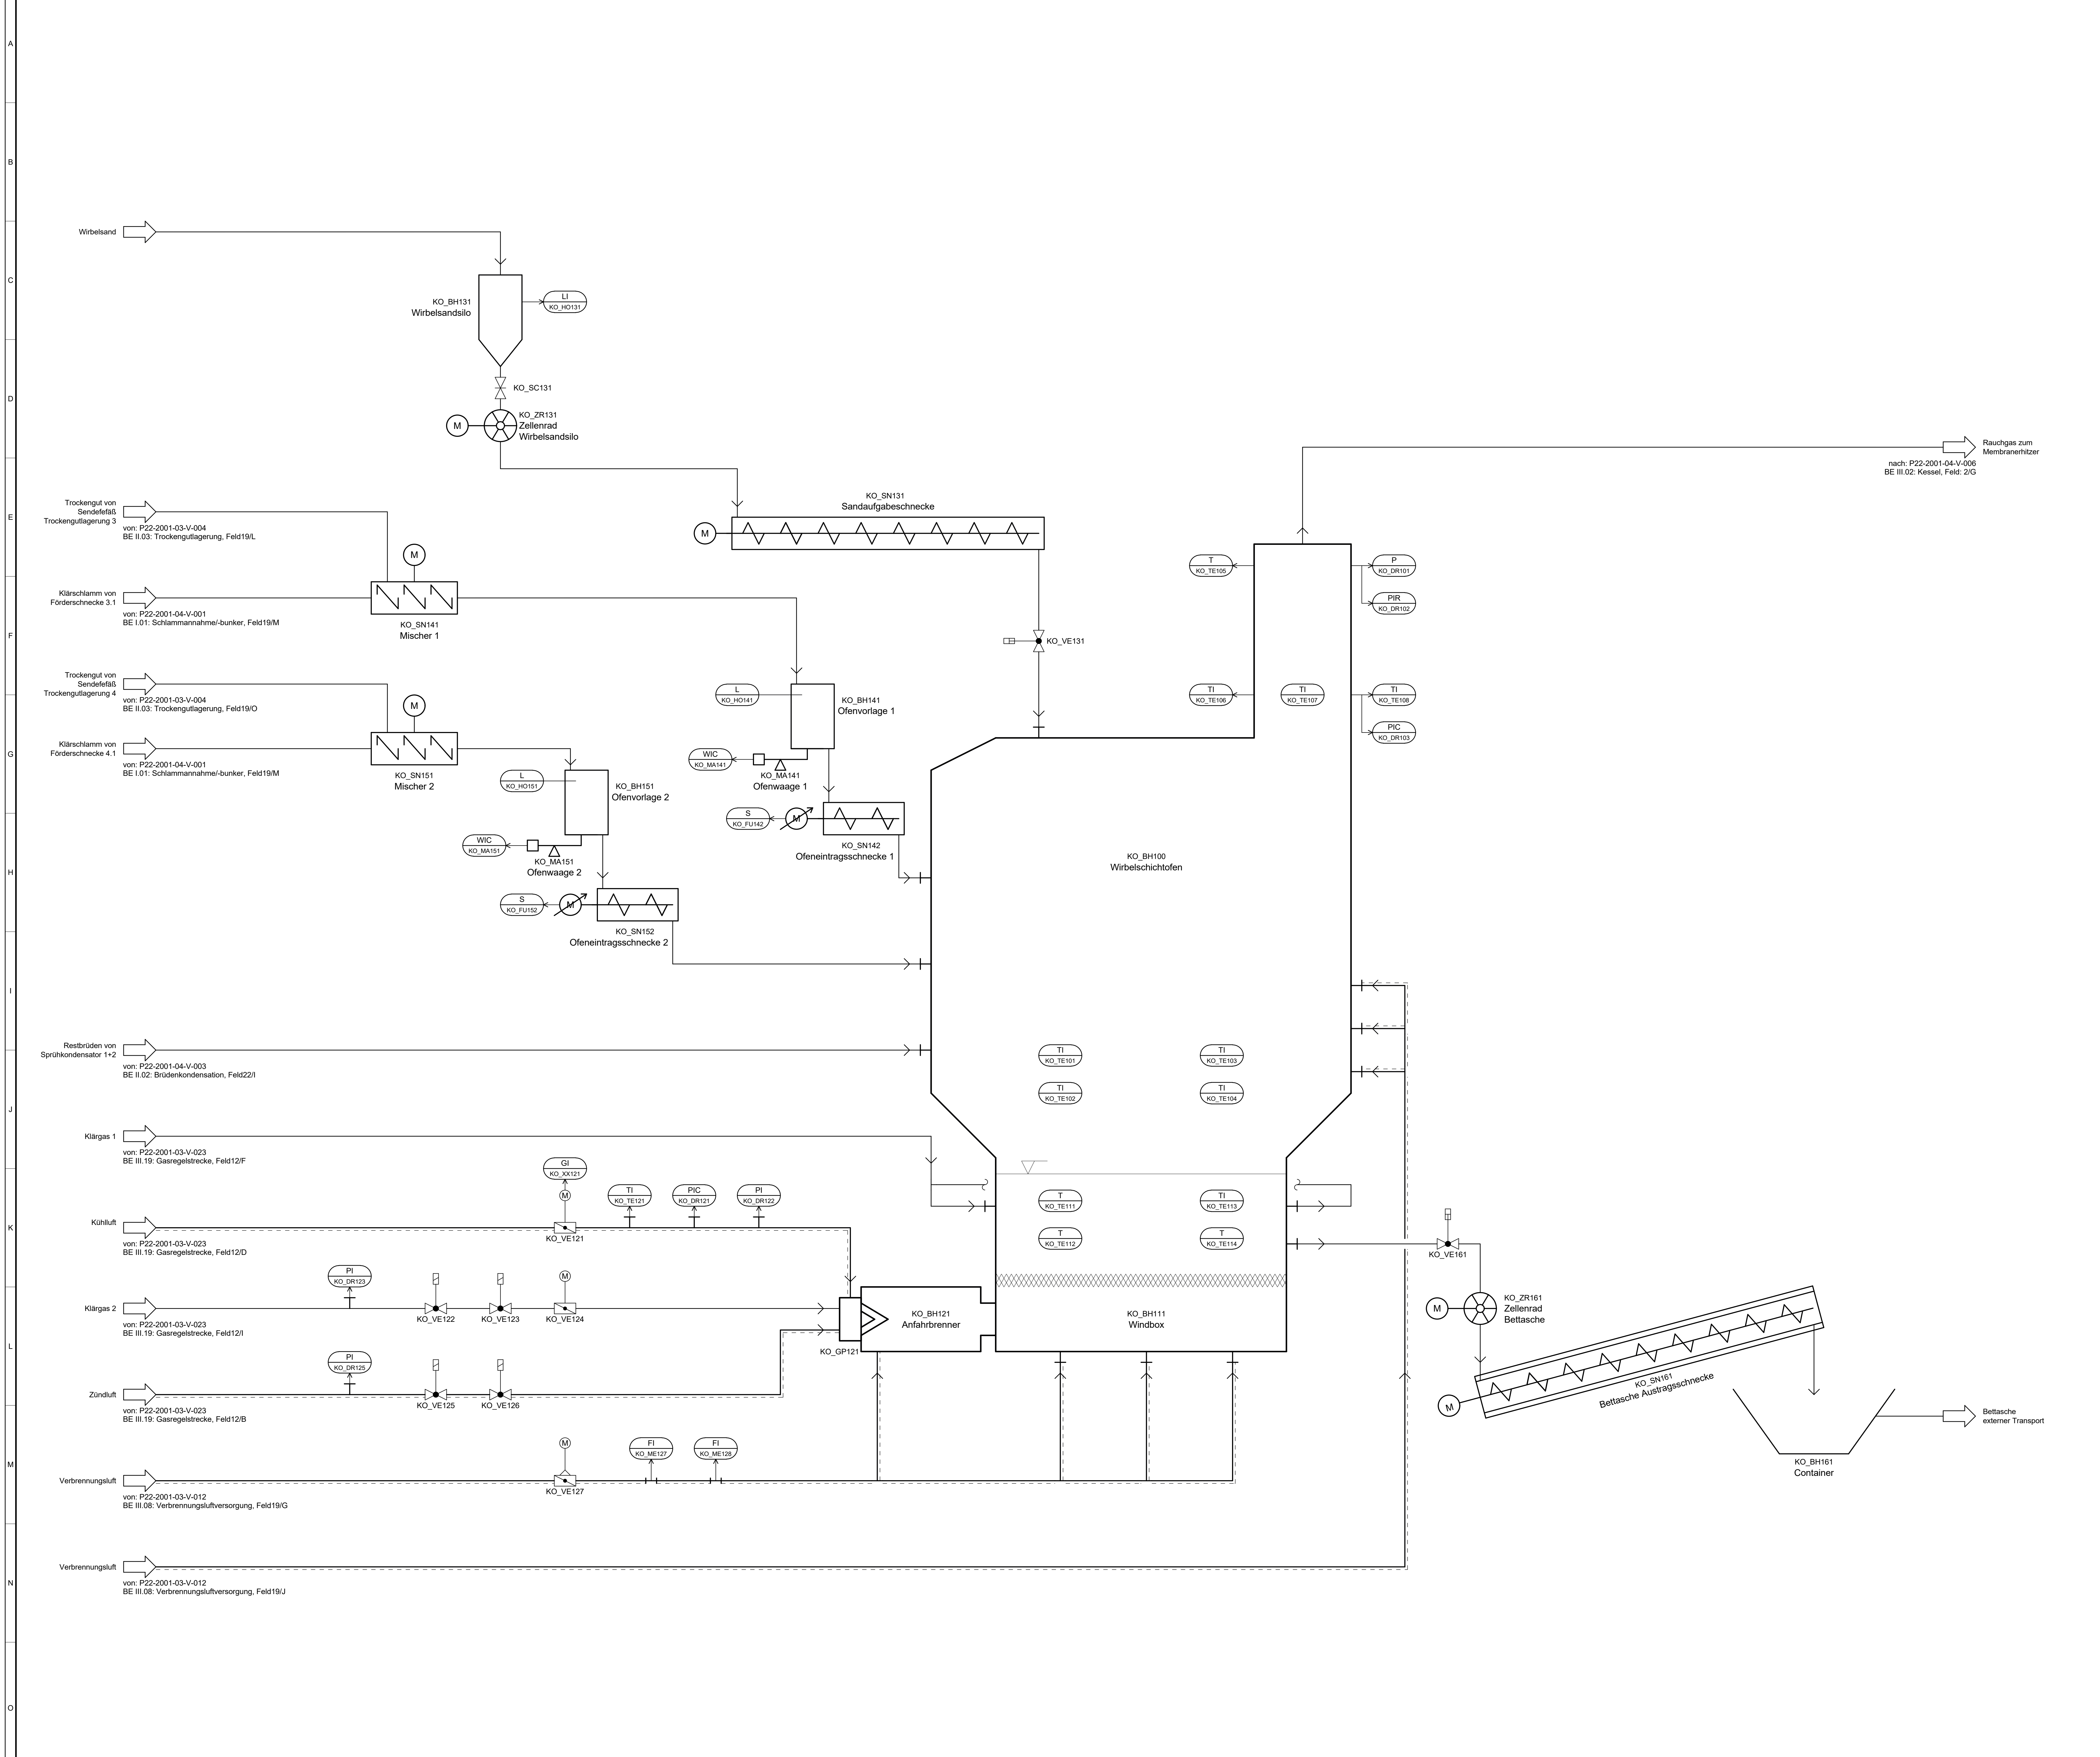 A
B
C
D
E
F
G
H
I
J
K
L
M
N
O
Wirbelsand
KO_BH131
Wirbelsandsilo
LI
KO_HO131
KO_SC131
M
KO_ZR131
Zellenrad
Wirbelsandsilo
KO_SN131
Sandaufgabeschnecke
M
Rauchgas zum
Membranerhitzer
nach: P22-2001-04-V-006
BE III.02: Kessel, Feld: 2/G
Trockengut von
Sendefefäß
Trockengutlagerung 3
von: P22-2001-03-V-004
BE II.03: Trockengutlagerung, Feld19/L
M
Klärschlamm von
Förderschnecke 3.1
von: P22-2001-04-V-001
BE I.01: Schlammannahme/-bunker, Feld19/M
KO_SN141
Mischer 1
T
KO_TE105
P
KO_DR101
PIR
KO_DR102
KO_VE131
Trockengut von
Sendefefäß
Trockengutlagerung 4
von: P22-2001-03-V-004
BE II.03: Trockengutlagerung, Feld19/O
M
Klärschlamm von
Förderschnecke 4.1
von: P22-2001-04-V-001
BE I.01: Schlammannahme/-bunker, Feld19/M
KO_SN151
Mischer 2
L
KO_HO141
KO_BH141
Ofenvorlage 1
TI
KO_TE106
TI
KO_TE107
TI
KO_TE108
PIC
KO_DR103
WIC
KO_MA141
KO_MA141
Ofenwaage 1
L
KO_HO151
KO_BH151
Ofenvorlage 2
S
KO_FU142
M
KO_SN142
Ofeneintragsschnecke 1
WIC
KO_MA151
KO_MA151
Ofenwaage 2
KO_BH100
Wirbelschichtofen
S
KO_FU152
M
KO_SN152
Ofeneintragsschnecke 2
Restbrüden von
Sprühkondensator 1+2
von: P22-2001-04-V-003
BE II.02: Brüdenkondensation, Feld22/I
TI
KO_TE101
TI
KO_TE103
TI
KO_TE102
TI
KO_TE104
Klärgas 1
von: P22-2001-03-V-023
BE III.19: Gasregelstrecke, Feld12/F
GI
KO_XX121
M
TI
KO_TE121
PIC
KO_DR121
PI
KO_DR122
T
KO_TE111
TI
KO_TE113
Kühlluft
von: P22-2001-03-V-023
BE III.19: Gasregelstrecke, Feld12/D
KO_VE121
T
KO_TE112
T
KO_TE114
KO_VE161
PI
KO_DR123
M
Klärgas 2
von: P22-2001-03-V-023
BE III.19: Gasregelstrecke, Feld12/I
KO_VE122
KO_VE123
KO_VE124
KO_BH121
Anfahrbrenner
KO_GP121
KO_BH111
Windbox
M
KO_ZR161
Zellenrad
Bettasche
PI
KO_DR125
Zündluft
von: P22-2001-03-V-023
BE III.19: Gasregelstrecke, Feld12/B
KO_VE125
KO_VE126
M
KO_SN161
Bettasche Austragsschnecke
Bettasche
externer Transport
KO_BH161
Container
M
FI
KO_ME127
FI
KO_ME128
Verbrennungsluft
von: P22-2001-03-V-012
BE III.08: Verbrennungsluftversorgung, Feld19/G
KO_VE127
Verbrennungsluft
von: P22-2001-03-V-012
BE III.08: Verbrennungsluftversorgung, Feld19/J